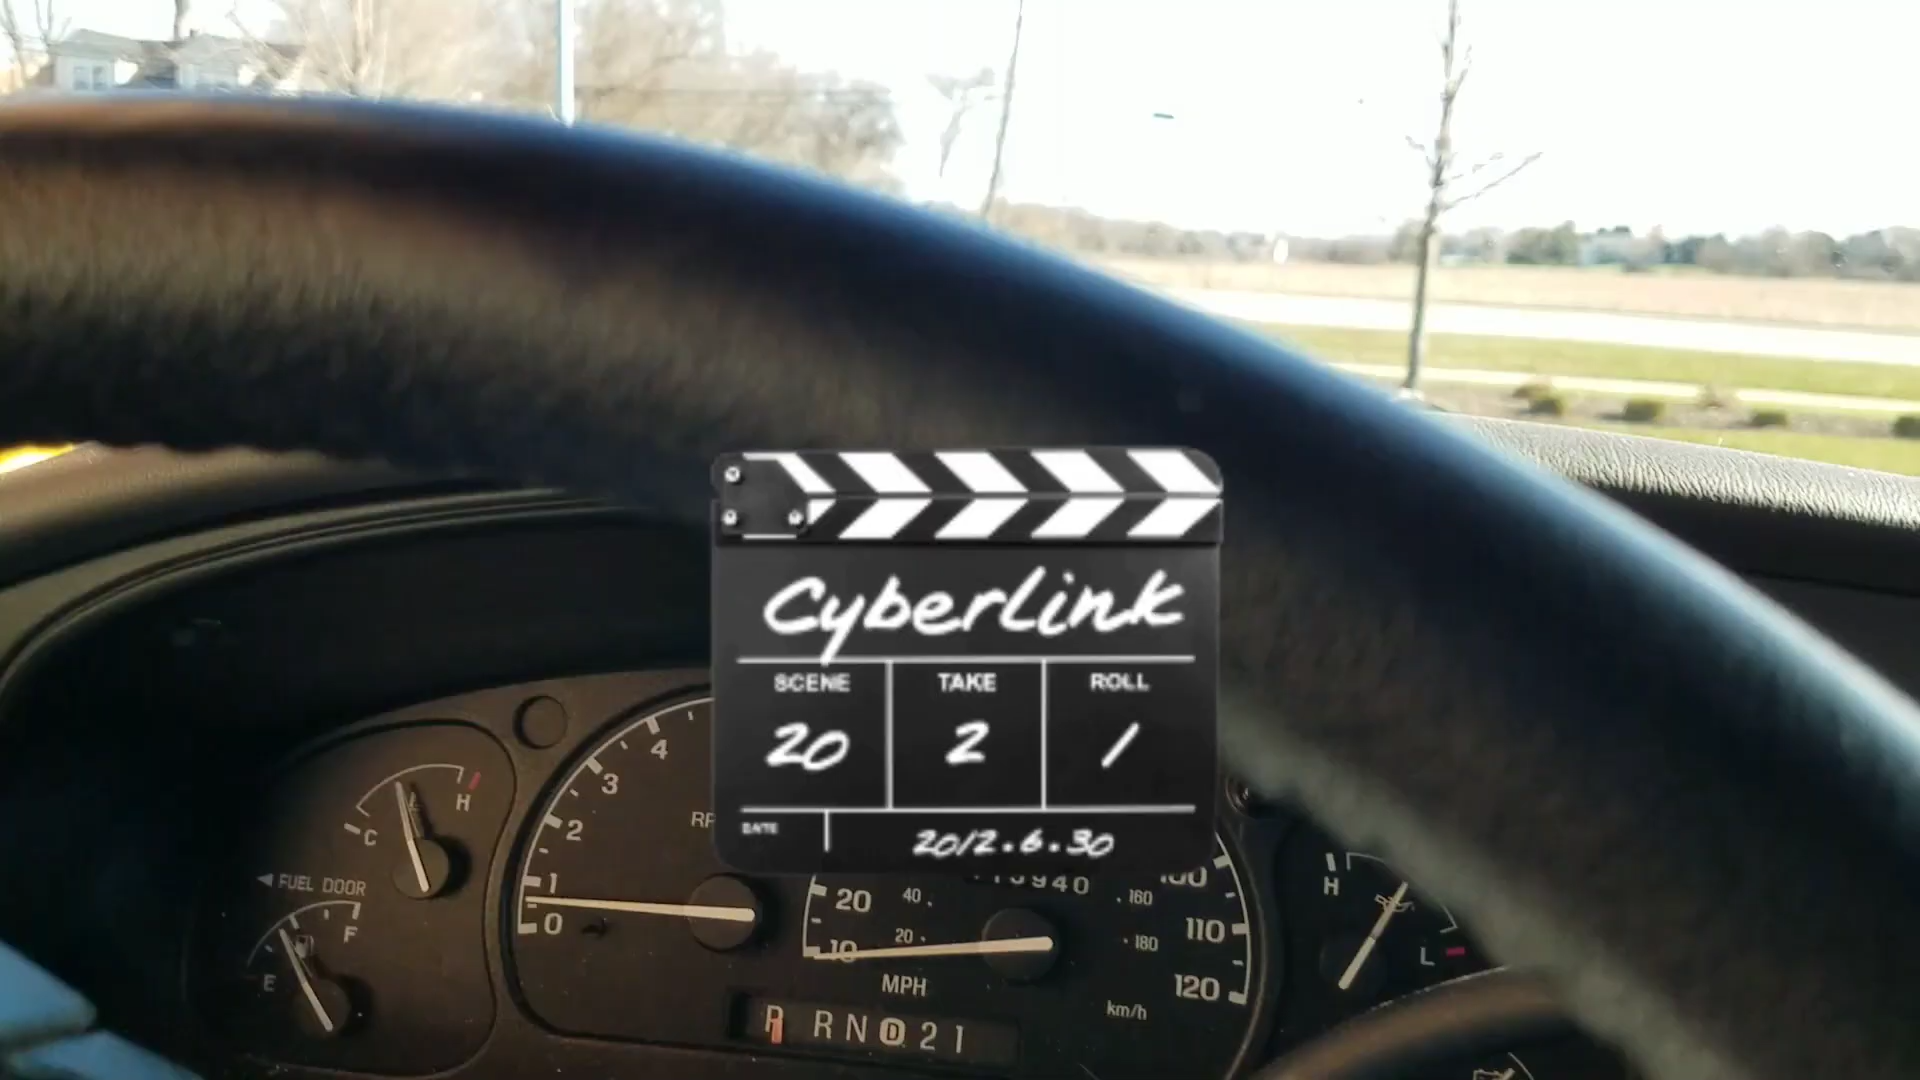 CyberLink
SCENE TAKE ROLL
20 2 1
DATE 2012.6.30
4
3
2
1
0
H
C
◀ FUEL DOOR
F
E
20 40 160
110
10 20 180
MPH
120
km/h
R N D 2 1
H
L